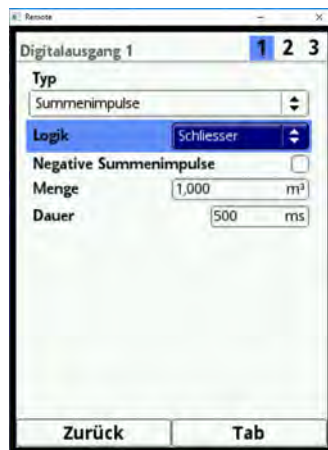 Remote
Digitalausgang 1 1 2 3
Typ
Summenimpulse
Logik Schliesser
Negative Summenimpulse
Menge 1,000 m³
Dauer 500 ms
Zurück Tab